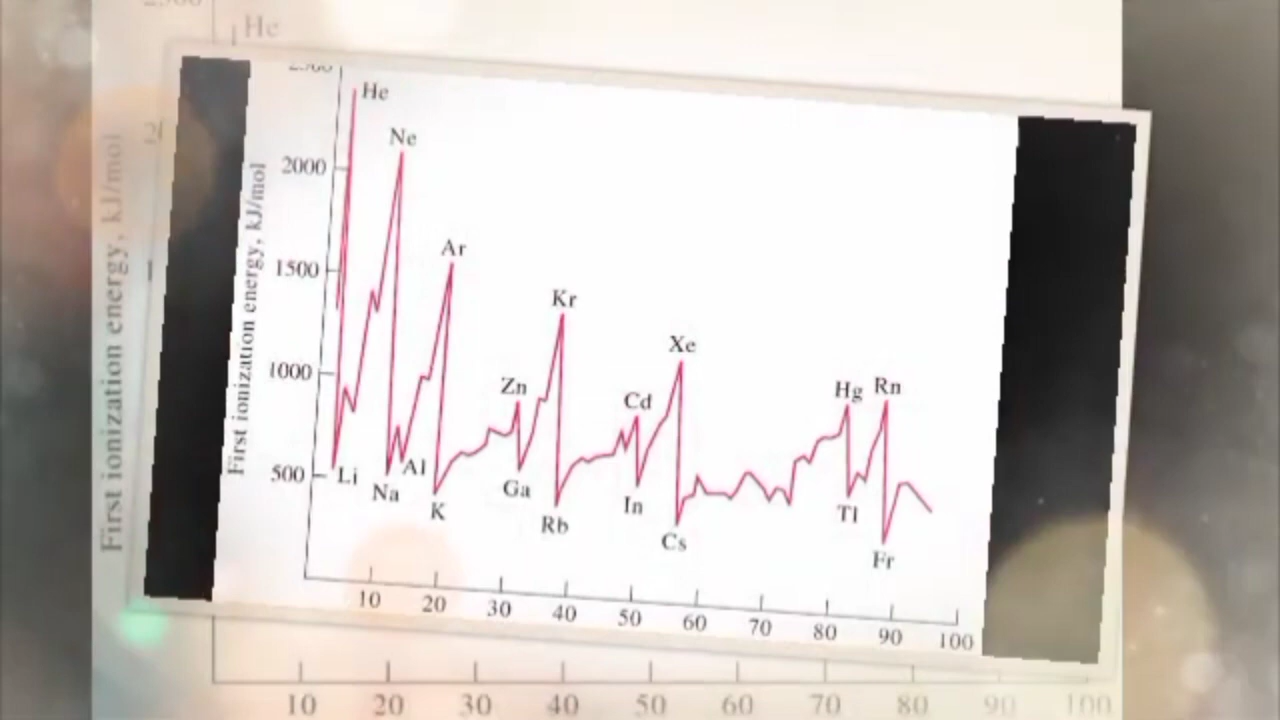 He
First ionization energy, kJ/mol
He
Ne
2000
First ionization energy, kJ/mol
Ar
1500
Kr
Xe
1000
Zn
Cd
Hg Rn
500
Li
Na
Al
K
Ga
Rb
In
Cs
Tl
Fr
10 20 30 40 50 60 70 80 90 100
10 20 30 40 50 60 70 80 90 100